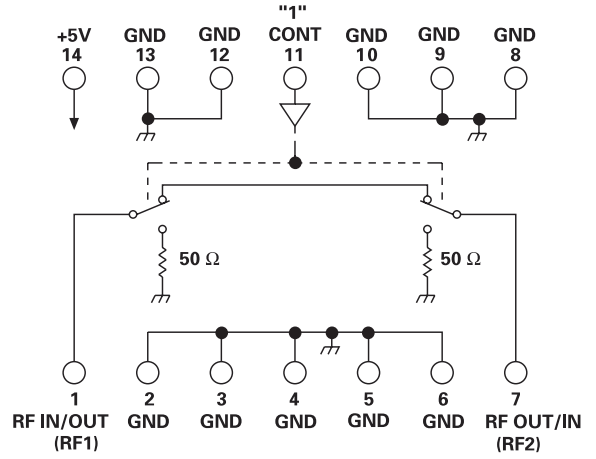 "1"
+5V GND GND CONT GND GND GND
14 13 12 11 10 9 8
50 Ω 50 Ω
1 2 3 4 5 6 7
RF IN/OUT GND GND GND GND GND RF OUT/IN
(RF1) (RF2)